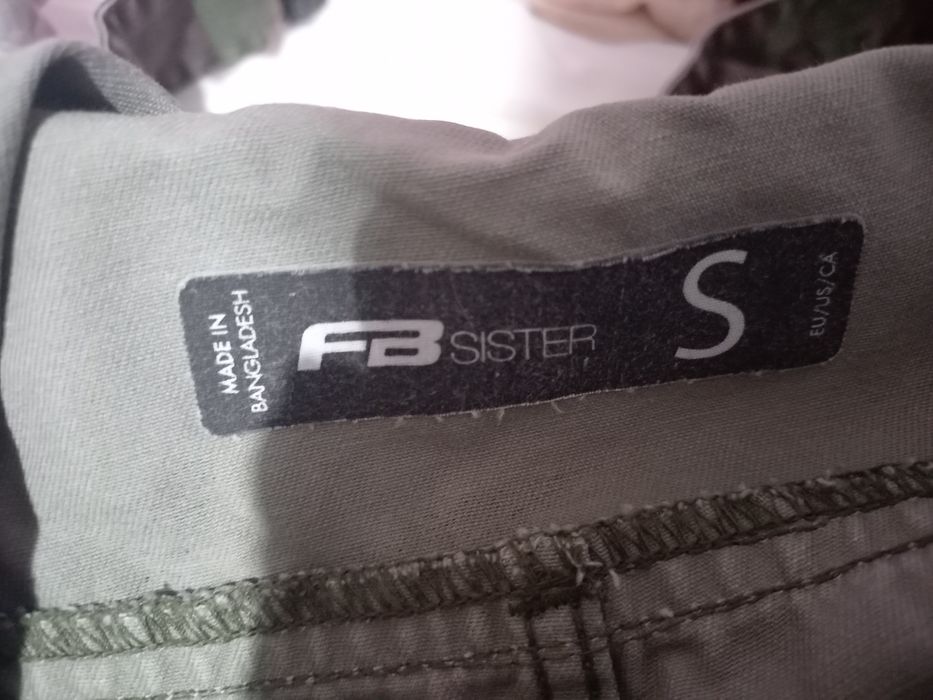 MADE IN
BANGLADESH
FB SISTER
S
EU/US/CA